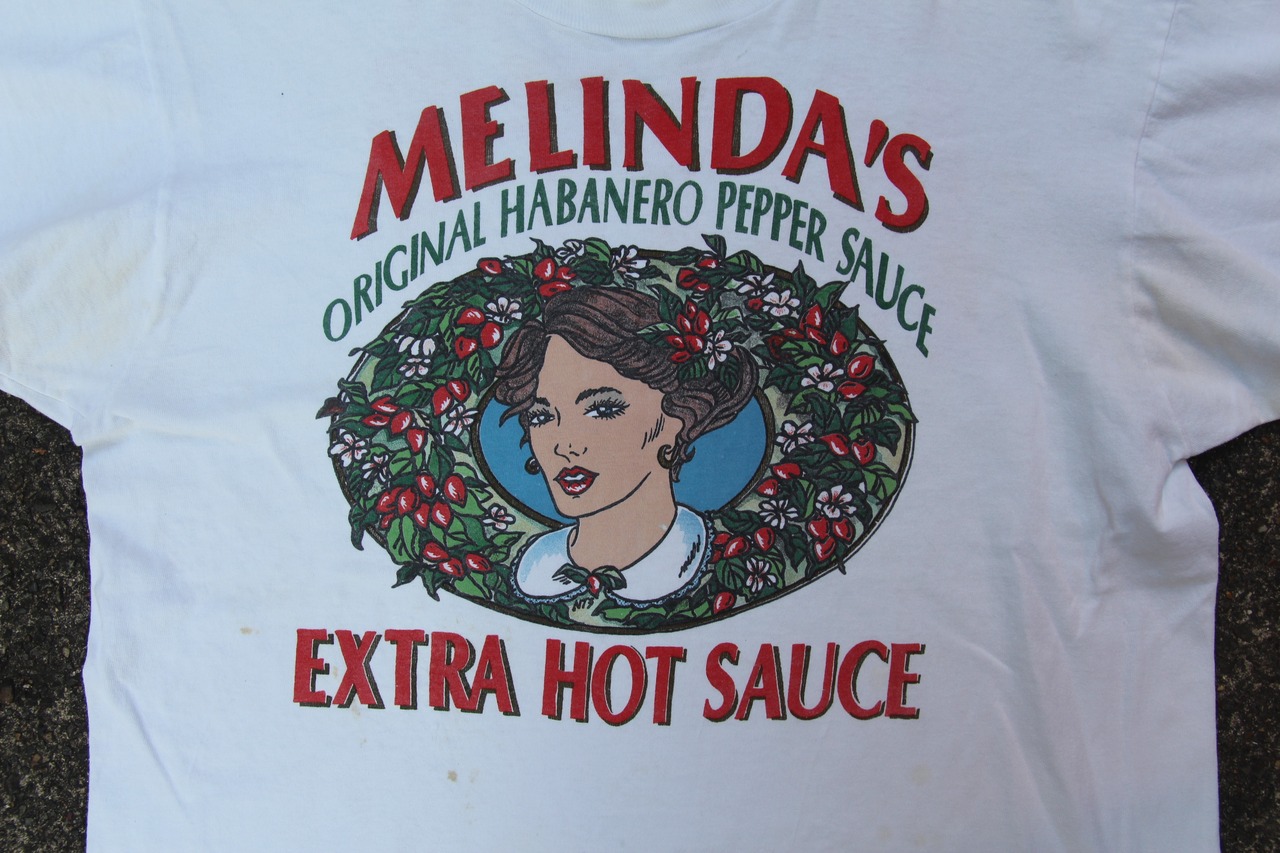 MELINDA'S
ORIGINAL HABANERO PEPPER SAUCE
EXTRA HOT SAUCE